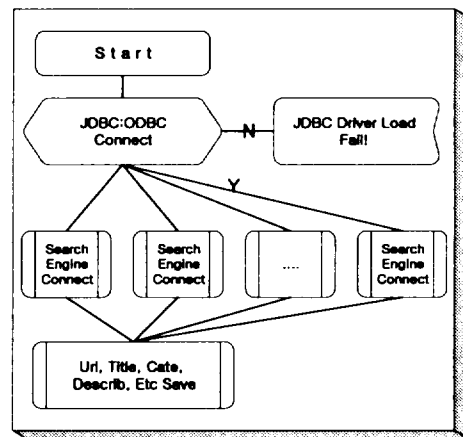 Start
JDBC:ODBC
Connect
N
JDBC Driver Load
Fail!
Y
Search
Engine
Connect
Search
Engine
Connect
....
Search
Engine
Connect
Url, Title, Cate,
Describ, Etc Save